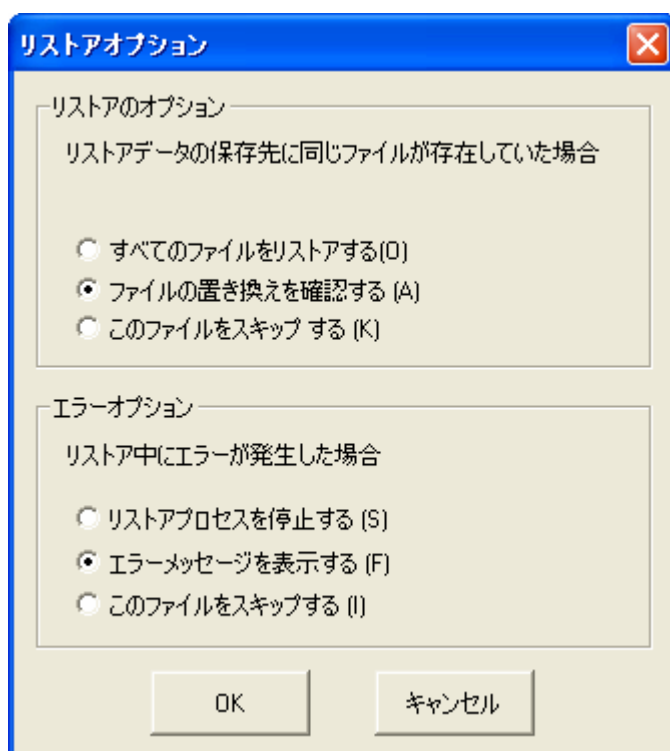 リストアオプション
リストアのオプション
リストアデータの保存先に同じファイルが存在していた場合
すべてのファイルをリストアする(O)
ファイルの置き換えを確認する (A)
このファイルをスキップ する (K)
エラーオプション
リストア中にエラーが発生した場合
リストアプロセスを停止する (S)
エラーメッセージを表示する (F)
このファイルをスキップする (I)
OK
キャンセル